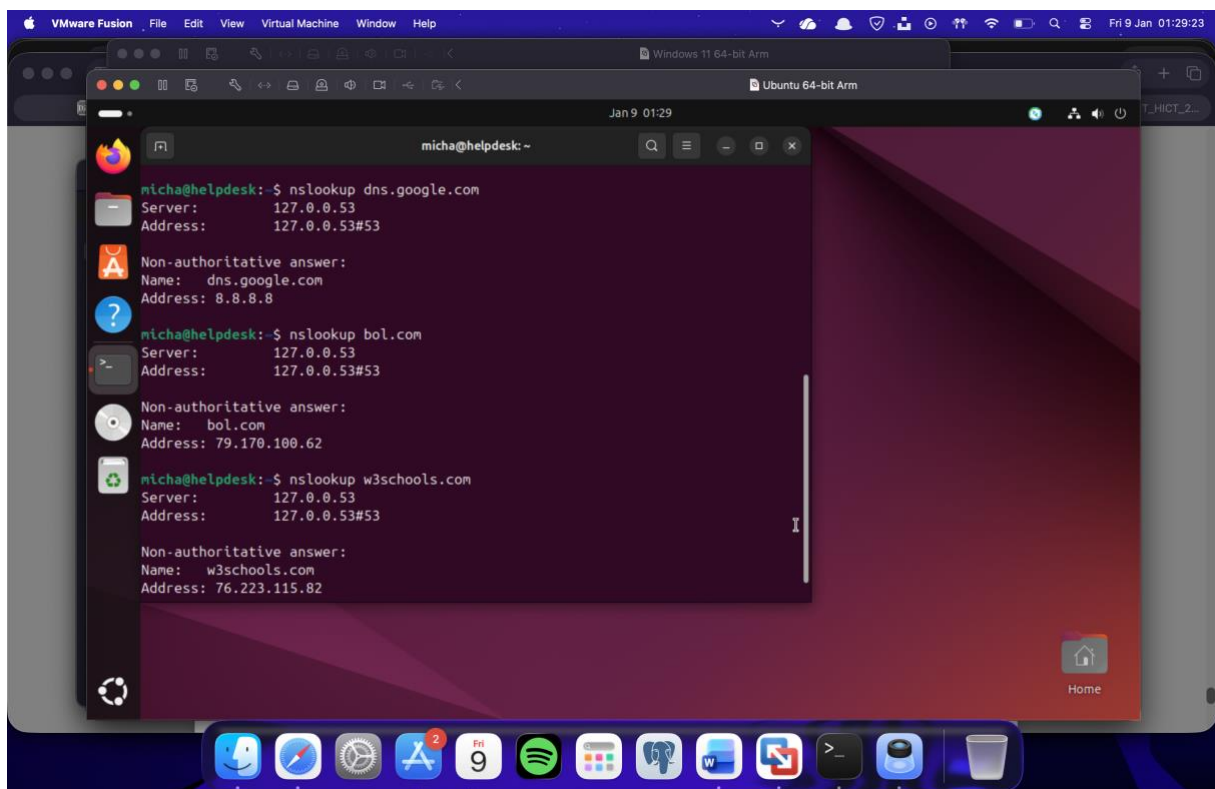 VMware Fusion File Edit View Virtual Machine Window Help Fri 9 Jan 01:29:23
Windows 11 64-bit Arm
Ubuntu 64-bit Arm
Jan 9 01:29
T_HICT_2...
micha@helpdesk: ~
micha@helpdesk:~$ nslookup dns.google.com
Server: 127.0.0.53
Address: 127.0.0.53#53
Non-authoritative answer:
Name: dns.google.com
Address: 8.8.8.8
micha@helpdesk:~$ nslookup bol.com
Server: 127.0.0.53
Address: 127.0.0.53#53
Non-authoritative answer:
Name: bol.com
Address: 79.170.100.62
micha@helpdesk:~$ nslookup w3schools.com
Server: 127.0.0.53
Address: 127.0.0.53#53
Non-authoritative answer:
Name: w3schools.com
Address: 76.223.115.82
Home
2
Fri
9
W